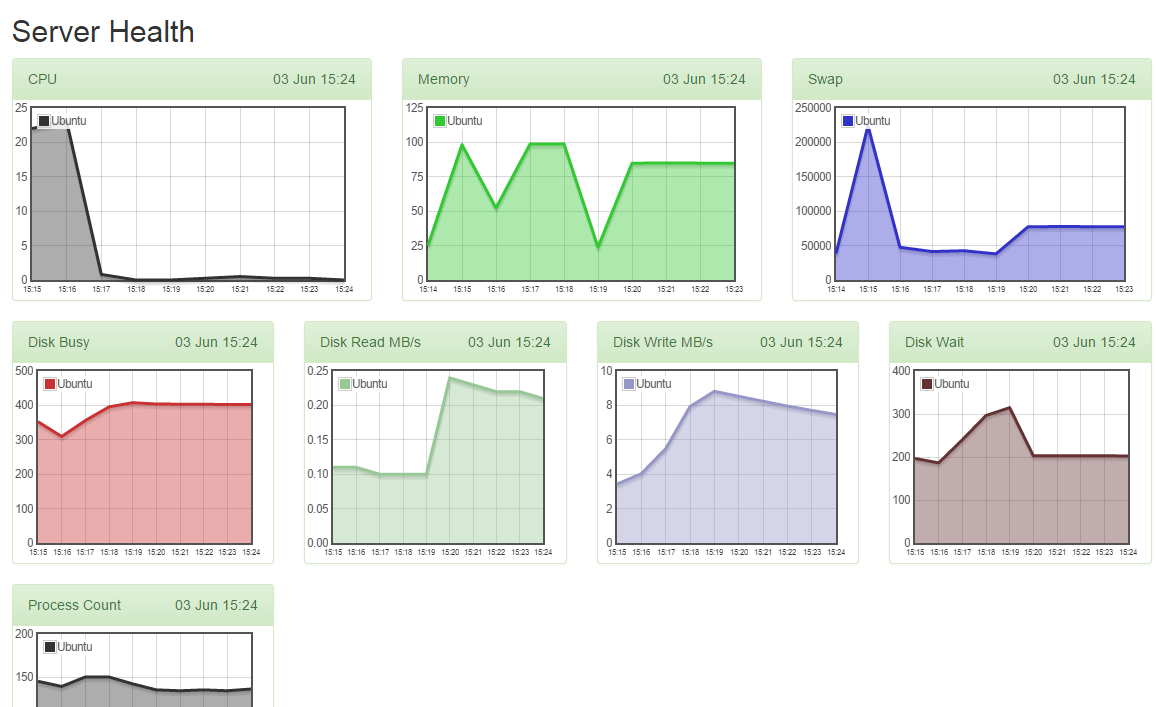 Server Health
CPU 03 Jun 15:24
25
20
15
10
5
0
Ubuntu
15:15 15:16 15:17 15:18 15:19 15:20 15:21 15:22 15:23 15:24
Memory 03 Jun 15:24
125
100
75
50
25
0
Ubuntu
15:14 15:15 15:16 15:17 15:18 15:19 15:20 15:21 15:22 15:23
Swap 03 Jun 15:24
250000
200000
150000
100000
50000
0
Ubuntu
15:14 15:15 15:16 15:17 15:18 15:19 15:20 15:21 15:22 15:23
Disk Busy 03 Jun 15:24
500
400
300
200
100
0
Ubuntu
15:15 15:16 15:17 15:18 15:19 15:20 15:21 15:22 15:23 15:24
Disk Read MB/s 03 Jun 15:24
0.25
0.20
0.15
0.10
0.05
0.00
Ubuntu
15:15 15:16 15:17 15:18 15:19 15:20 15:21 15:22 15:23 15:24
Disk Write MB/s 03 Jun 15:24
10
8
6
4
2
0
Ubuntu
15:15 15:16 15:17 15:18 15:19 15:20 15:21 15:22 15:23 15:24
Disk Wait 03 Jun 15:24
400
300
200
100
0
Ubuntu
15:15 15:16 15:17 15:18 15:19 15:20 15:21 15:22 15:23 15:24
Process Count 03 Jun 15:24
200
150
Ubuntu